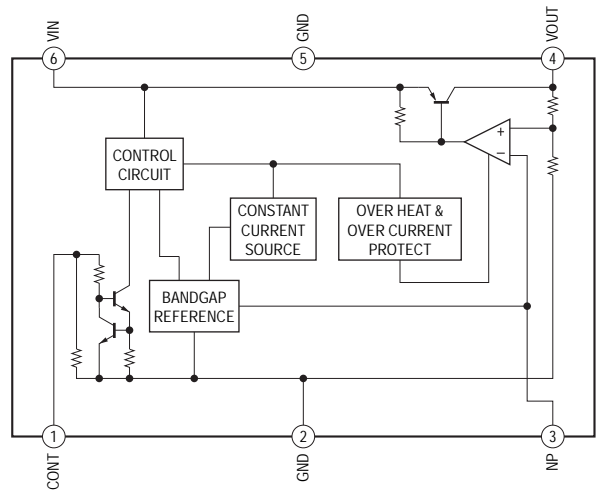 VIN
GND
VOUT
6
5
4
+
−
CONTROL
CIRCUIT
CONSTANT
CURRENT
SOURCE
OVER HEAT &
OVER CURRENT
PROTECT
BANDGAP
REFERENCE
1
2
3
CONT
GND
NP